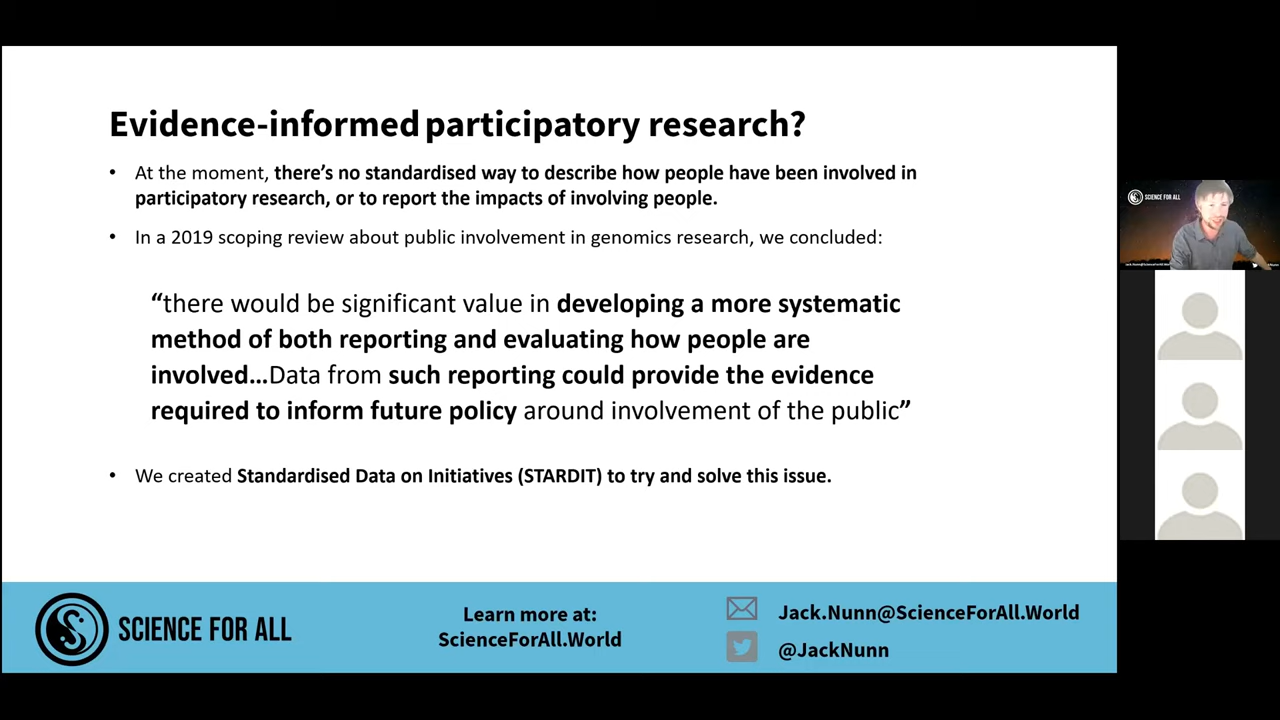 Evidence-informed participatory research?
• At the moment, there's no standardised way to describe how people have been involved in
participatory research, or to report the impacts of involving people.
• In a 2019 scoping review about public involvement in genomics research, we concluded:
“there would be significant value in developing a more systematic
method of both reporting and evaluating how people are
involved…Data from such reporting could provide the evidence
required to inform future policy around involvement of the public”
• We created Standardised Data on Initiatives (STARDIT) to try and solve this issue.
SCIENCE FOR ALL
Learn more at:
ScienceForAll.World
Jack.Nunn@ScienceForAll.World
@JackNunn
SCIENCE FOR ALL